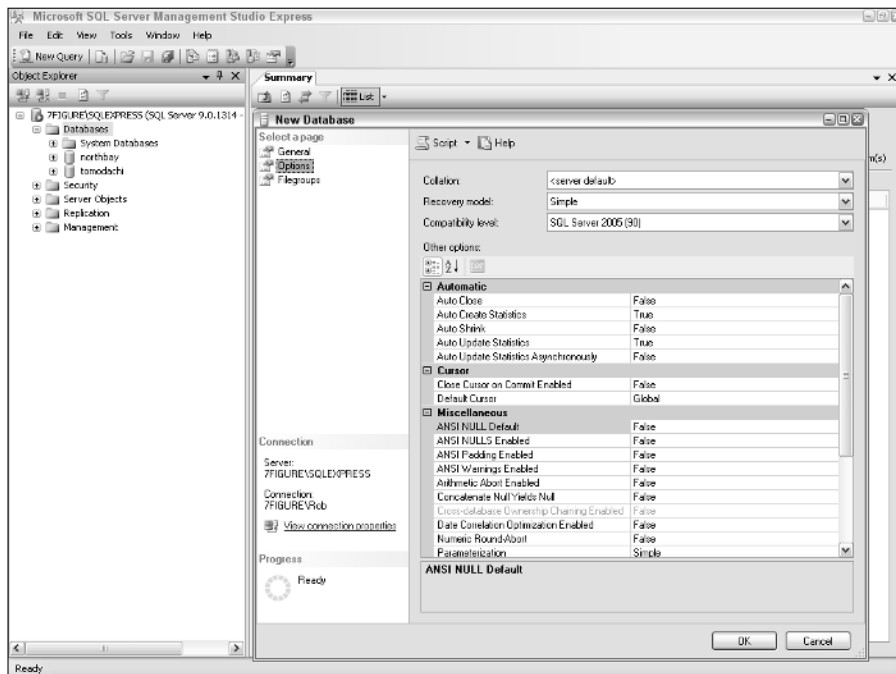 Microsoft SQL Server Management Studio Express
File Edit View Tools Window Help
New Query
Object Explorer
Summary
List
7FIGURE\SQLEXPRESS (SQL Server 9.0.1314 -
Databases
System Databases
northbay
tomodachi
Security
Server Objects
Replication
Management
m(s)
New Database
Select a page
General
Options
Filegroups
Script Help
Collation: <server default>
Recovery model: Simple
Compatibility level: SQL Server 2005 (90)
Other options:
Automatic
Auto Close False
Auto Create Statistics True
Auto Shrink False
Auto Update Statistics True
Auto Update Statistics Asynchronously False
Cursor
Close Cursor on Commit Enabled False
Default Cursor Global
Miscellaneous
ANSI NULL Default False
ANSI NULLS Enabled False
ANSI Padding Enabled False
ANSI Warnings Enabled False
Arithmetic Abort Enabled False
Concatenate Null Yields Null False
Cross-database Ownership Chaining Enabled False
Date Correlation Optimization Enabled False
Numeric Round-Abort False
Parameterization Simple
ANSI NULL Default
Connection
Server:
7FIGURE\SQLEXPRESS
Connection:
7FIGURE\Rob
View connection properties
Progress
Ready
OK Cancel
Ready